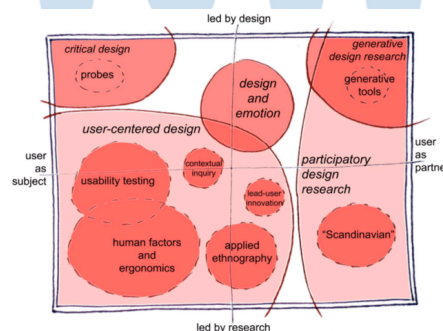 led by design
critical design
probes
generative
design research
generative
tools
design
and
emotion
user-centered design
user
as
subject
usability testing
contextual
inquiry
participatory
design
research
user
as
partne
lead-user
innovation
human factors
and
ergonomics
applied
ethnography
"Scandinavian"
led by research